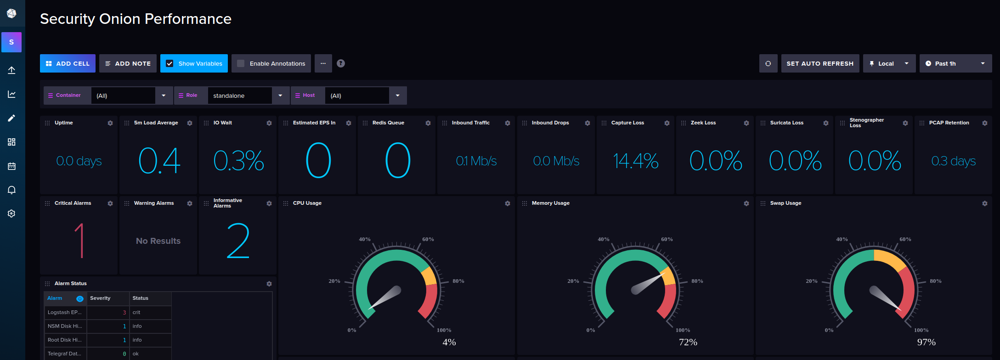 Security Onion Performance
S
ADD CELL
ADD NOTE
Show Variables
Enable Annotations
...
?
SET AUTO REFRESH
Local
Past 1h
Container
(All)
Role
standalone
Host
(All)
Uptime
0.0 days
5m Load Average
0.4
IO Wait
0.3%
Estimated EPS In
0
Redis Queue
0
Inbound Traffic
0.1 Mb/s
Inbound Drops
0.0 Mb/s
Capture Loss
14.4%
Zeek Loss
0.0%
Suricata Loss
0.0%
Stenographer
Loss
0.0%
PCAP Retention
0.3 days
Critical Alarms
1
Warning Alarms
No Results
Informative
Alarms
2
CPU Usage
0%
20%
40%
60%
80%
100%
4%
Memory Usage
0%
20%
40%
60%
80%
100%
72%
Swap Usage
0%
20%
40%
60%
80%
100%
97%
Alarm Status
Alarm Severity Status
Logstash EP... 3 crit
NSM Disk Hi... 1 info
Root Disk Hi... 1 info
Telegraf Dat... 0 ok